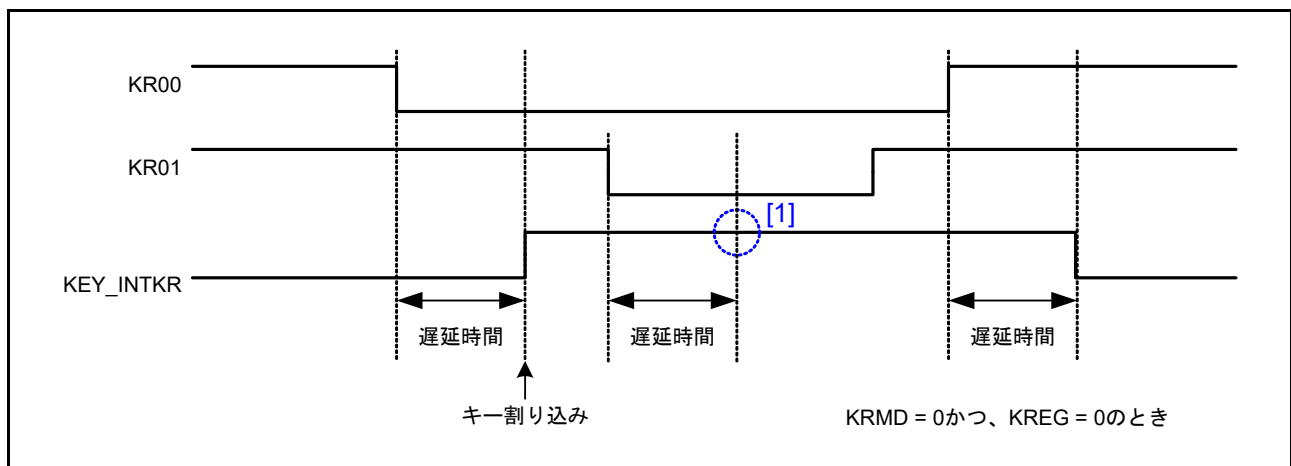 KR00
KR01
[1]
KEY_INTKR
遅延時間 遅延時間 遅延時間
キー割り込み
KRMD = 0かつ、KREG = 0のとき